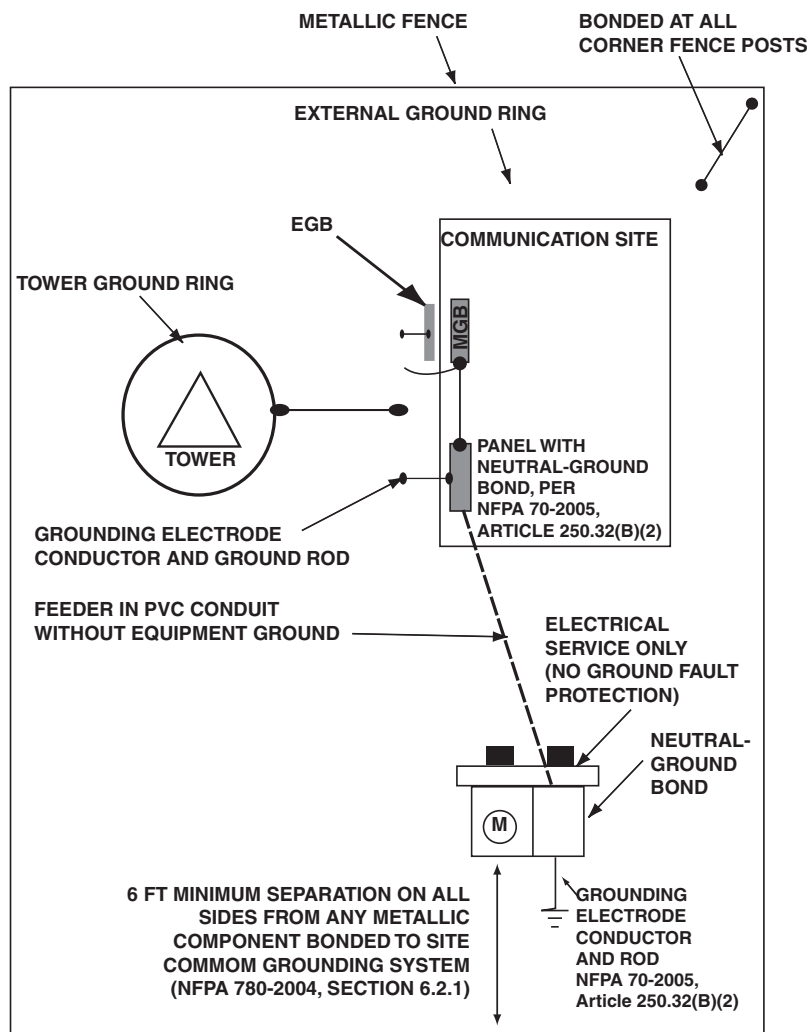 METALLIC FENCE
BONDED AT ALL
CORNER FENCE POSTS
EXTERNAL GROUND RING
EGB
COMMUNICATION SITE
TOWER GROUND RING
MGB
TOWER
PANEL WITH
NEUTRAL-GROUND
BOND, PER
NFPA 70-2005,
ARTICLE 250.32(B)(2)
GROUNDING ELECTRODE
CONDUCTOR AND GROUND ROD
FEEDER IN PVC CONDUIT
WITHOUT EQUIPMENT GROUND
ELECTRICAL
SERVICE ONLY
(NO GROUND FAULT
PROTECTION)
NEUTRAL-
GROUND
BOND
M
6 FT MINIMUM SEPARATION ON ALL
SIDES FROM ANY METALLIC
COMPONENT BONDED TO SITE
COMMOM GROUNDING SYSTEM
(NFPA 780-2004, SECTION 6.2.1)
GROUNDING
ELECTRODE
CONDUCTOR
AND ROD
NFPA 70-2005,
Article 250.32(B)(2)